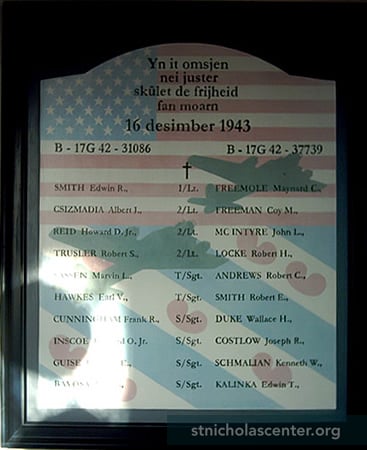 Yn it omsjen
nei juster
skûlet de frijheid
fan moarn
16 desimber 1943
B - 17G 42 - 31086 B - 17G 42 - 37739
†
SMITH Edwin R., 1/Lt. FREEMOLE Maynard C.,
CSIZMADIA Albert J., 2/Lt. FREEMAN Coy M.,
REID Howard D. Jr., 2/Lt. MC INTYRE John L.,
TRUSLER Robert S., 2/Lt. LOCKE Robert H.,
Marvin L., T/Sgt. ANDREWS Robert C.,
HAWKES Earl V., T/Sgt. SMITH Robert E.,
CUNNINGHAM Frank R., S/Sgt. DUKE Wallace H.,
O. Jr. S/Sgt. COSTLOW Joseph R.,
GUISE S/Sgt. SCHMALIAN Kenneth W.,
S/Sgt. KALINKA Edwin T.,
stnicholascenter.org